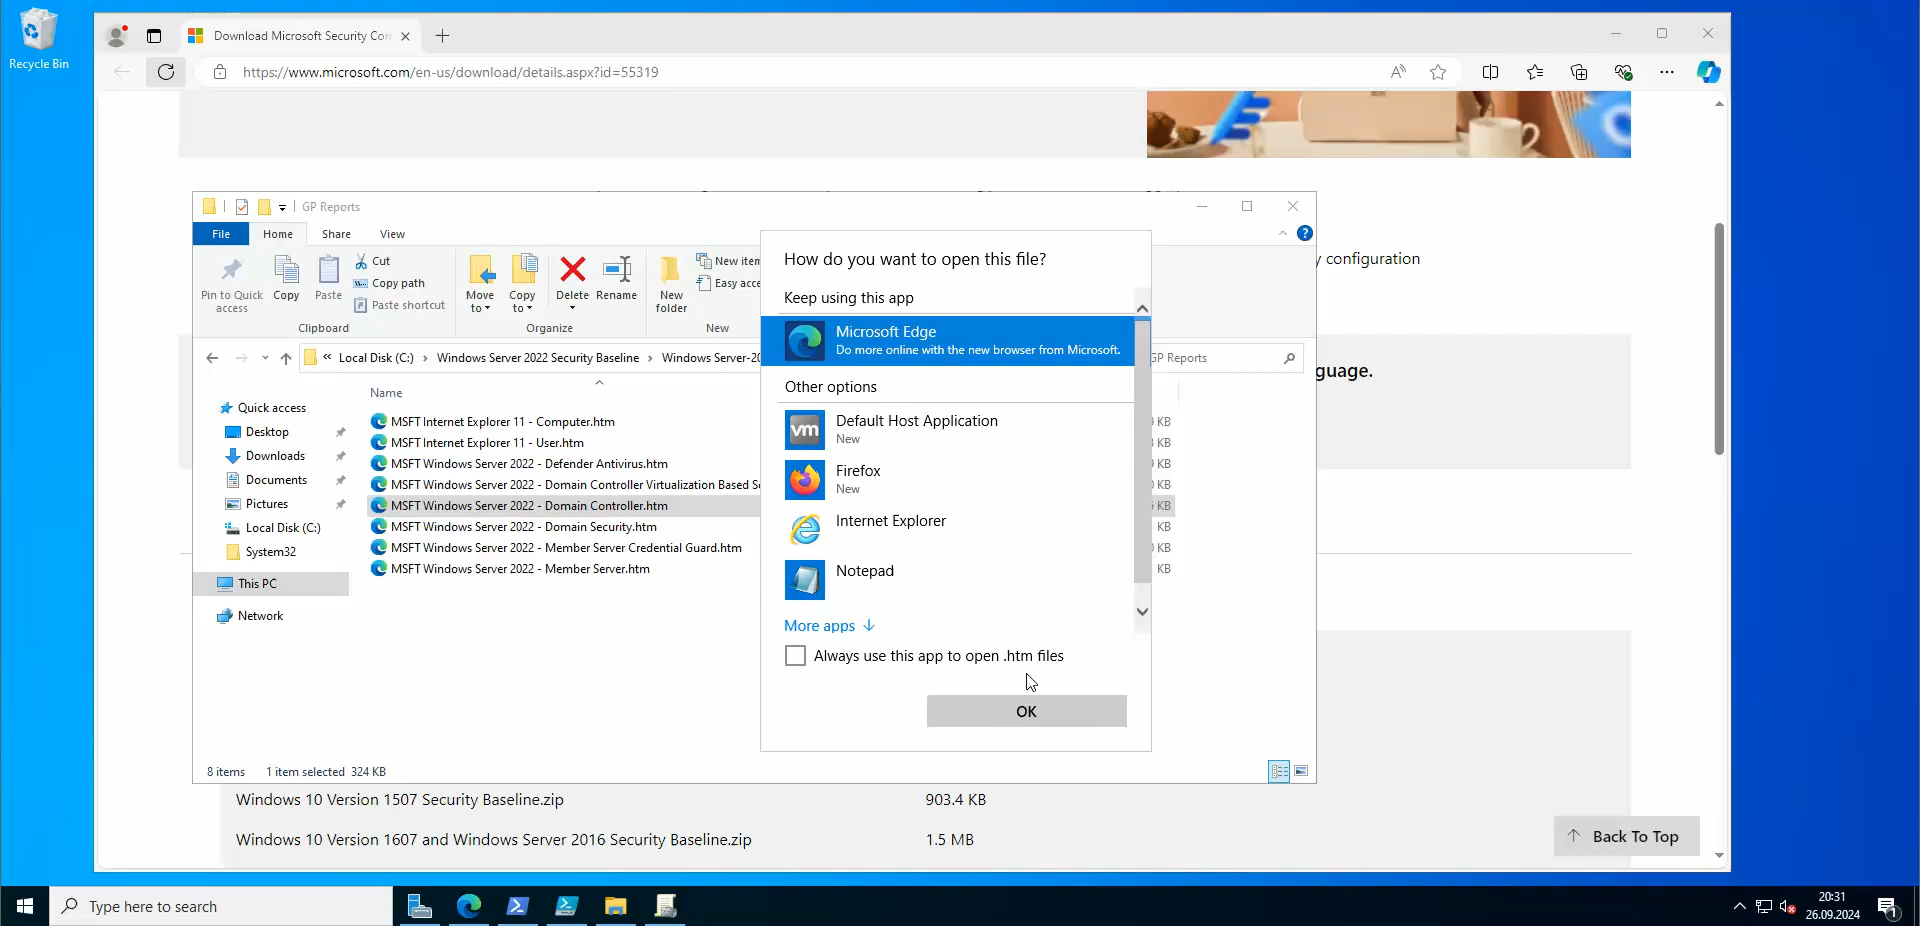 Recycle Bin
Download Microsoft Security Con
https://www.microsoft.com/en-us/download/details.aspx?id=55319
GP Reports
File
Home
Share
View
Pin to Quick access
Copy
Paste
Cut
Copy path
Paste shortcut
Clipboard
Move to
Copy to
Delete
Rename
Organize
New folder
New item
Easy acce
New
« Local Disk (C:) › Windows Server 2022 Security Baseline › Windows Server-20
GP Reports
Name
Quick access
Desktop
Downloads
Documents
Pictures
Local Disk (C:)
System32
This PC
Network
MSFT Internet Explorer 11 - Computer.htm
MSFT Internet Explorer 11 - User.htm
MSFT Windows Server 2022 - Defender Antivirus.htm
MSFT Windows Server 2022 - Domain Controller Virtualization Based Se
MSFT Windows Server 2022 - Domain Controller.htm
MSFT Windows Server 2022 - Domain Security.htm
MSFT Windows Server 2022 - Member Server Credential Guard.htm
MSFT Windows Server 2022 - Member Server.htm
KB
KB
KB
KB
KB
KB
KB
KB
8 items
1 item selected 324 KB
How do you want to open this file?
Keep using this app
Microsoft Edge
Do more online with the new browser from Microsoft.
Other options
vm
Default Host Application
New
Firefox
New
Internet Explorer
Notepad
More apps
Always use this app to open .htm files
OK
y configuration
guage.
Windows 10 Version 1507 Security Baseline.zip
903.4 KB
Windows 10 Version 1607 and Windows Server 2016 Security Baseline.zip
1.5 MB
Back To Top
Type here to search
20:31
26.09.2024
1